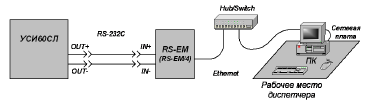 Hub/Switch
RS-232C
УСИ60СЛ
OUT+
IN+
RS-EM
(RS-EM/4)
OUT-
IN-
Ethernet
Сетевая
плата
ПК
Рабочее место
диспетчера